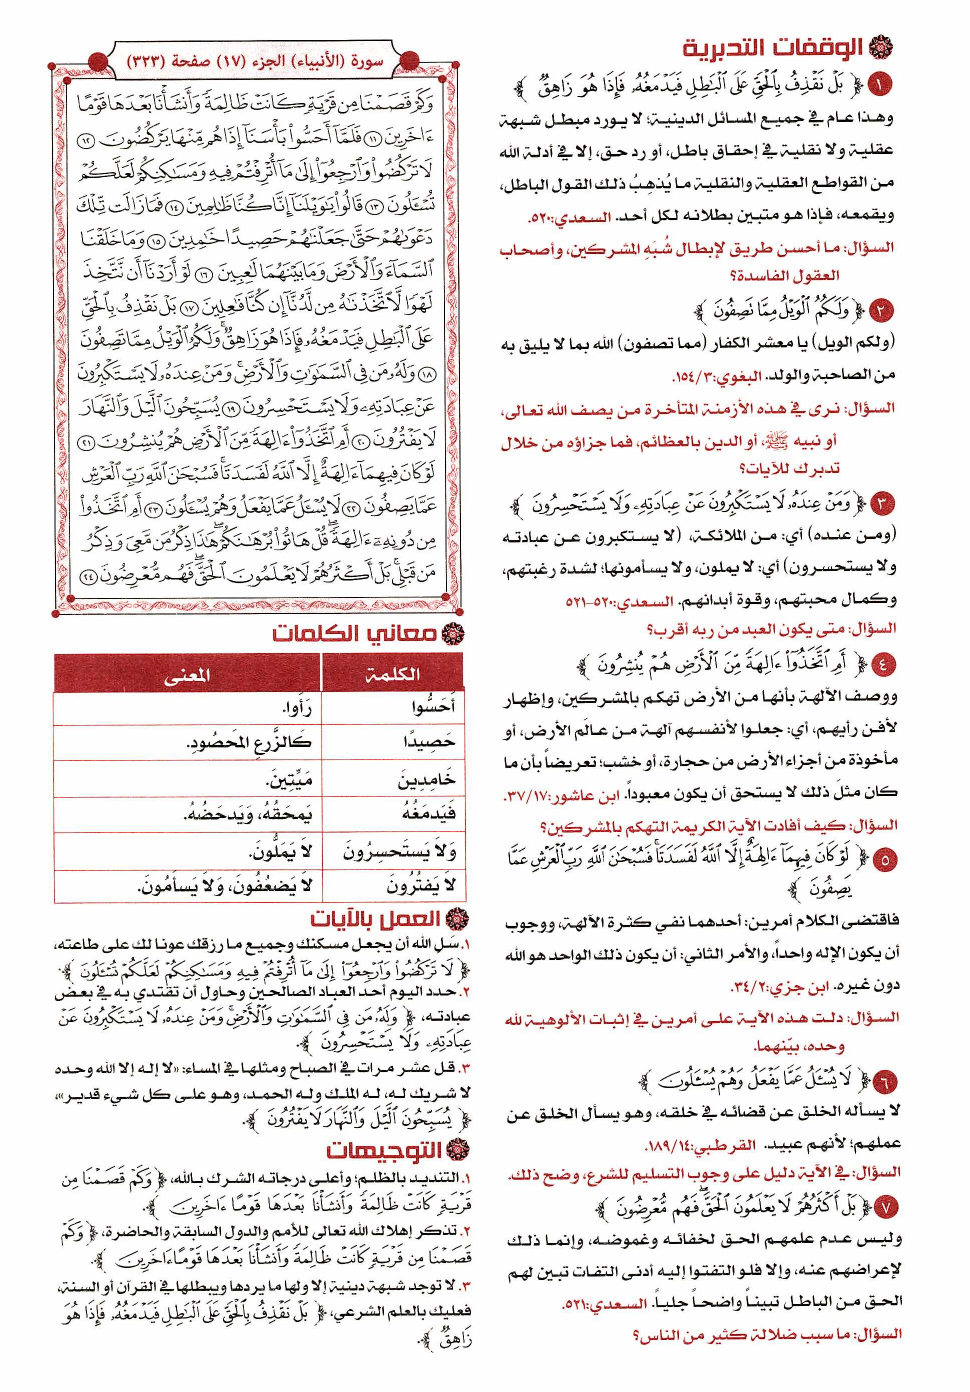 الوقفات التدبرية
١ ﴿ بَلْ نَقْذِفُ بِالْحَقِّ عَلَى الْبَاطِلِ فَيَدْمَغُهُ فَإِذَا هُوَ زَاهِقٌ ﴾
وهذا عام في جميع المسائل الدينية؛ لا يورد مبطل شبهة
عقلية ولا نقلية في إحقاق باطل، أو رد حق، إلا في أدلة الله
من القواطع العقلية والنقلية ما يُذهِبُ ذلك القول الباطل،
ويقمعه، فإذا هو متبين بطلانه لكل أحد. السعدي:٥٢٠.
السؤال: ما أحسن طريق لإبطال شُبَهِ المشركين، وأصحاب
العقول الفاسدة؟
٢ ﴿ وَلَكُمُ الْوَيْلُ مِمَّا تَصِفُونَ ﴾
(ولكم الويل) يا معشر الكفار (مما تصفون) الله بما لا يليق به
من الصاحبة والولد. البغوي:١٥٤/٣.
السؤال: نرى في هذه الأزمنة المتأخرة من يصف الله تعالى،
أو نبيه ﷺ، أو الدين بالعظائم، فما جزاؤه من خلال
تدبرك للآيات؟
٣ ﴿ وَمَنْ عِندَهُ لَا يَسْتَكْبِرُونَ عَنْ عِبَادَتِهِ وَلَا يَسْتَحْسِرُونَ ﴾
(ومن عنده) أي: من الملائكة، (لا يستكبرون عن عبادته
ولا يستحسرون) أي: لا يملون، ولا يسأمونها؛ لشدة رغبتهم،
وكمال محبتهم، وقوة أبدانهم. السعدي:٥٢٠-٥٢١
السؤال: متى يكون العبد من ربه أقرب؟
٤ ﴿ أَمِ اتَّخَذُوا آلِهَةً مِّنَ الْأَرْضِ هُمْ يُنشِرُونَ ﴾
ووصف الآلهة بأنها من الأرض تهكم بالمشركين، وإظهار
لأفن رأيهم، أي: جعلوا لأنفسهم آلهة من عالَم الأرض، أو
مأخوذة من أجزاء الأرض من حجارة، أو خشب؛ تعريضاً بأن ما
كان مثلَ ذلك لا يستحق أن يكون معبوداً. ابن عاشور:٣٧/١٧.
السؤال: كيف أفادت الآية الكريمة التهكم بالمشركين؟
٥ ﴿ لَوْ كَانَ فِيهِمَا آلِهَةٌ إِلَّا اللَّهُ لَفَسَدَتَا فَسُبْحَانَ اللَّهِ رَبِّ الْعَرْشِ عَمَّا
يَصِفُونَ ﴾
فاقتضى الكلام أمرين: أحدهما نفي كثرة الآلهة، ووجوب
أن يكون الإله واحداً، والأمر الثاني: أن يكون ذلك الواحد هو الله
دون غيره. ابن جزي:٣٤/٢.
السؤال: دلت هذه الآية على أمرين في إثبات الألوهية لله
وحده، بيّنهما.
٦ ﴿ لَا يُسْأَلُ عَمَّا يَفْعَلُ وَهُمْ يُسْأَلُونَ ﴾
لا يسأله الخلق عن قضائه في خلقه، وهو يسأل الخلق عن
عملهم؛ لأنهم عبيد. القرطبي:١٨٩/١٤.
السؤال: في الآية دليل على وجوب التسليم للشرع، وضح ذلك.
٧ ﴿ بَلْ أَكْثَرُهُمْ لَا يَعْلَمُونَ الْحَقَّ فَهُم مُّعْرِضُونَ ﴾
وليس عدم علمهم الحق لخفائه وغموضه، وإنما ذلك
لإعراضهم عنه، وإلا فلو التفتوا إليه أدنى التفات تبين لهم
الحق من الباطل تبيناً واضحاً جلياً. السعدي:٥٢١.
السؤال: ما سبب ضلالة كثير من الناس؟
سورة (الأنبياء) الجزء (١٧) صفحة (٣٢٣)
وَكَمْ قَصَمْنَا مِن قَرْيَةٍ كَانَتْ ظَالِمَةً وَأَنشَأْنَا بَعْدَهَا قَوْمًا
آخَرِينَ ١١ فَلَمَّا أَحَسُّوا بَأْسَنَا إِذَا هُم مِّنْهَا يَرْكُضُونَ ١٢
لَا تَرْكُضُوا وَارْجِعُوا إِلَىٰ مَا أُتْرِفْتُمْ فِيهِ وَمَسَاكِنِكُمْ لَعَلَّكُمْ
تُسْأَلُونَ ١٣ قَالُوا يَا وَيْلَنَا إِنَّا كُنَّا ظَالِمِينَ ١٤ فَمَا زَالَت تِّلْكَ
دَعْوَاهُمْ حَتَّىٰ جَعَلْنَاهُمْ حَصِيدًا خَامِدِينَ ١٥ وَمَا خَلَقْنَا
السَّمَاءَ وَالْأَرْضَ وَمَا بَيْنَهُمَا لَاعِبِينَ ١٦ لَوْ أَرَدْنَا أَن نَّتَّخِذَ
لَهْوًا لَّاتَّخَذْنَاهُ مِن لَّدُنَّا إِن كُنَّا فَاعِلِينَ ١٧ بَلْ نَقْذِفُ بِالْحَقِّ
عَلَى الْبَاطِلِ فَيَدْمَغُهُ فَإِذَا هُوَ زَاهِقٌ وَلَكُمُ الْوَيْلُ مِمَّا تَصِفُونَ
١٨ وَلَهُ مَن فِي السَّمَاوَاتِ وَالْأَرْضِ وَمَنْ عِندَهُ لَا يَسْتَكْبِرُونَ
عَنْ عِبَادَتِهِ وَلَا يَسْتَحْسِرُونَ ١٩ يُسَبِّحُونَ اللَّيْلَ وَالنَّهَارَ
لَا يَفْتُرُونَ ٢٠ أَمِ اتَّخَذُوا آلِهَةً مِّنَ الْأَرْضِ هُمْ يُنشِرُونَ ٢١
لَوْ كَانَ فِيهِمَا آلِهَةٌ إِلَّا اللَّهُ لَفَسَدَتَا فَسُبْحَانَ اللَّهِ رَبِّ الْعَرْشِ
عَمَّا يَصِفُونَ ٢٢ لَا يُسْأَلُ عَمَّا يَفْعَلُ وَهُمْ يُسْأَلُونَ ٢٣ أَمِ اتَّخَذُوا
مِن دُونِهِ آلِهَةً قُلْ هَاتُوا بُرْهَانَكُمْ هَٰذَا ذِكْرُ مَن مَّعِيَ وَذِكْرُ
مَن قَبْلِي بَلْ أَكْثَرُهُمْ لَا يَعْلَمُونَ الْحَقَّ فَهُم مُّعْرِضُونَ ٢٤
معاني الكلمات
الكلمة المعنى
أَحَسُّوا رَأَوا.
حَصِيدًا كَالزَّرعِ المَحصُودِ.
خَامِدِينَ مَيِّتِينَ.
فَيَدمَغُهُ يَمحَقُهُ، وَيَدحَضُهُ.
وَلَا يَستَحسِرُونَ لَا يَمَلُّونَ.
لَا يَفتُرُونَ لَا يَضعُفُونَ، وَلَا يَسأَمُونَ.
العمل بالآيات
١. سَل الله أن يجعل مسكنك وجميع ما رزقك عونا لك على طاعته،
﴿ لَا تَرْكُضُوا وَارْجِعُوا إِلَىٰ مَا أُتْرِفْتُمْ فِيهِ وَمَسَاكِنِكُمْ لَعَلَّكُمْ تُسْأَلُونَ ﴾.
٢. حدد اليوم أحد العباد الصالحين وحاول أن تقتدي به في بعض
عبادته، ﴿ وَلَهُ مَن فِي السَّمَاوَاتِ وَالْأَرْضِ وَمَنْ عِندَهُ لَا يَسْتَكْبِرُونَ عَنْ
عِبَادَتِهِ وَلَا يَسْتَحْسِرُونَ ﴾.
٣. قل عشر مرات في الصباح ومثلها في المساء: «لا إله إلا الله وحده
لا شريك له، له الملك وله الحمد، وهو على كل شيء قدير»،
﴿ يُسَبِّحُونَ اللَّيْلَ وَالنَّهَارَ لَا يَفْتُرُونَ ﴾.
التوجيهات
١. التنديد بالظلم؛ وأعلى درجاته الشرك بالله، ﴿ وَكَمْ قَصَمْنَا مِن
قَرْيَةٍ كَانَتْ ظَالِمَةً وَأَنشَأْنَا بَعْدَهَا قَوْمًا آخَرِينَ ﴾.
٢. تذكر إهلاك الله تعالى للأمم والدول السابقة والحاضرة، ﴿ وَكَمْ
قَصَمْنَا مِن قَرْيَةٍ كَانَتْ ظَالِمَةً وَأَنشَأْنَا بَعْدَهَا قَوْمًا آخَرِينَ ﴾.
٣. لا توجد شبهة دينية إلا ولها ما يردها ويبطلها في القرآن أو السنة،
فعليك بالعلم الشرعي، ﴿ بَلْ نَقْذِفُ بِالْحَقِّ عَلَى الْبَاطِلِ فَيَدْمَغُهُ فَإِذَا هُوَ
زَاهِقٌ ﴾.